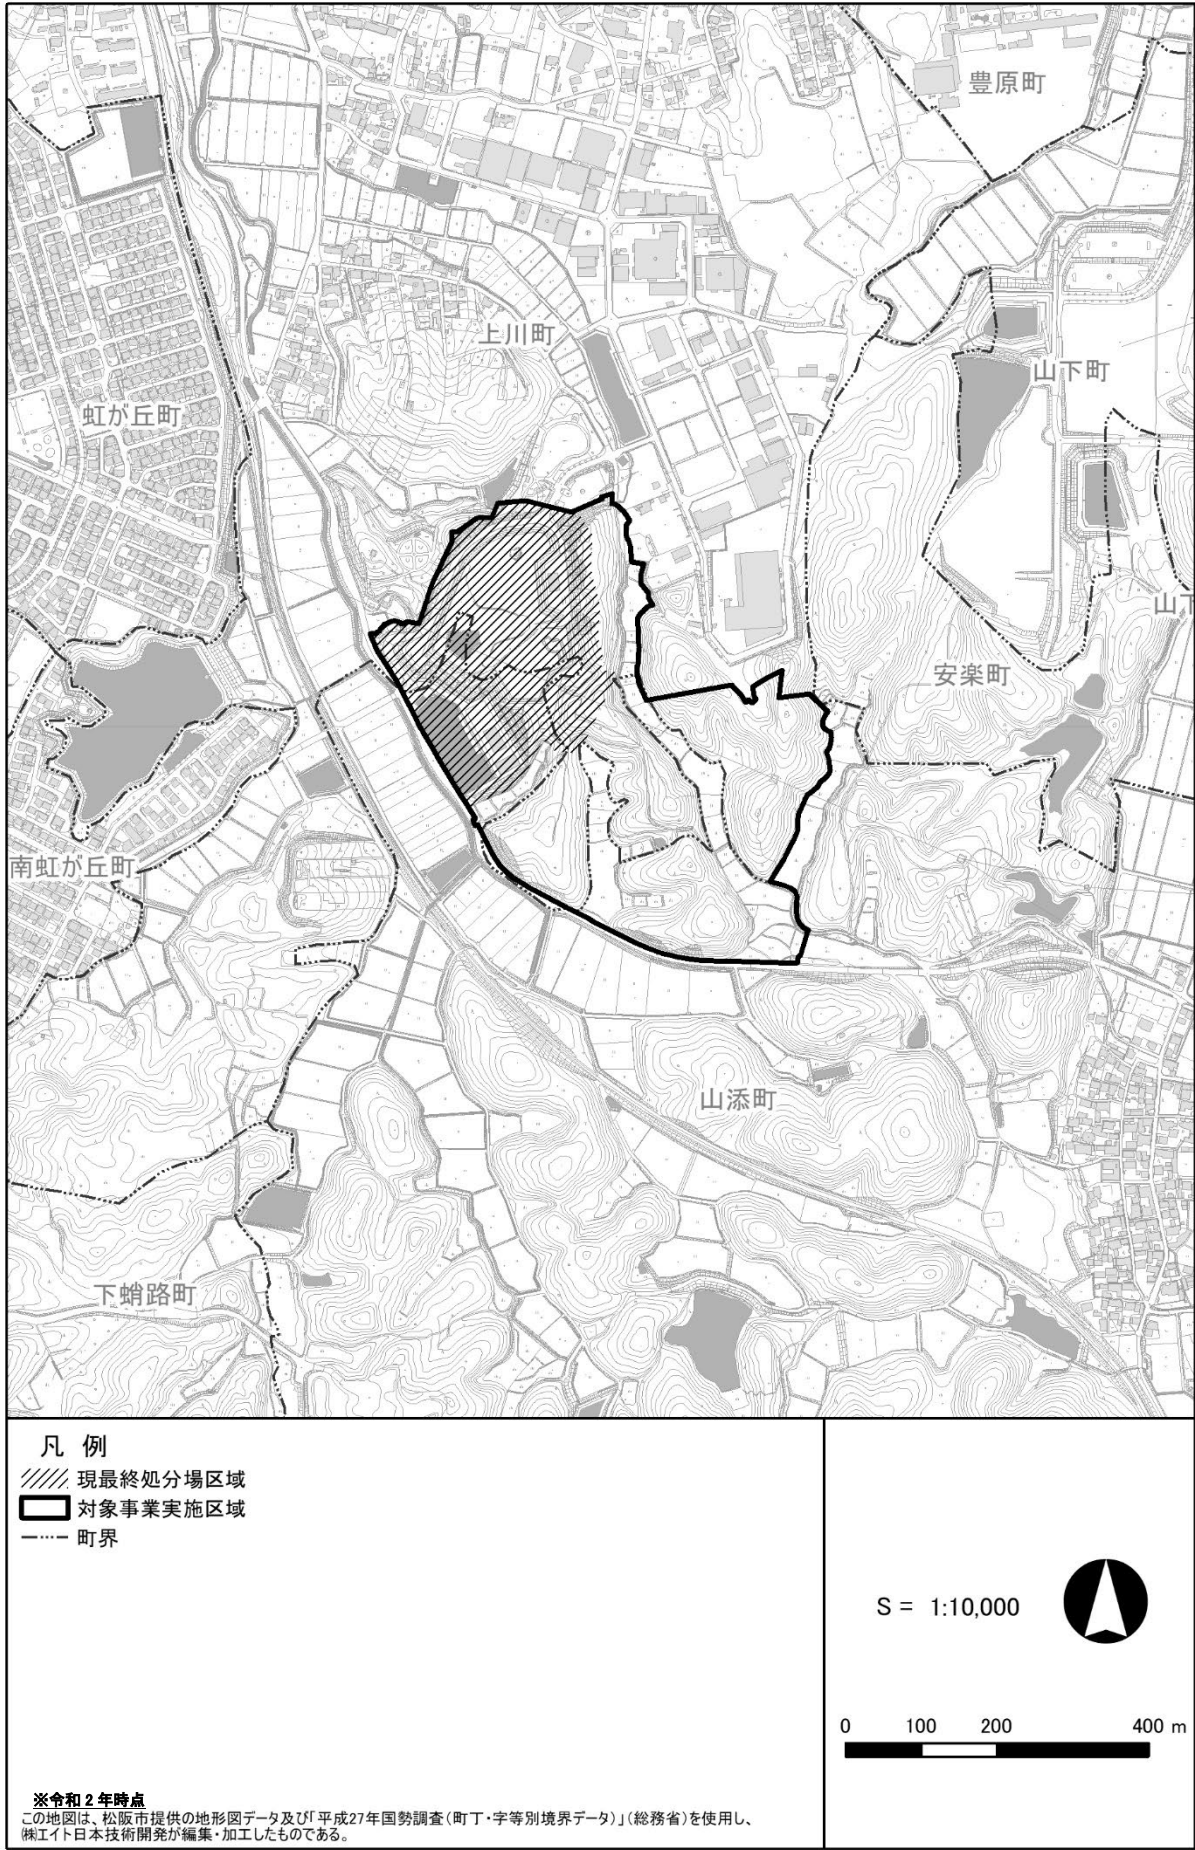 豊原町
上川町
山下町
虹が丘町
山下
安楽町
南虹が丘町
山添町
下蛸路町
凡 例
現最終処分場区域
対象事業実施区域
町界
S = 1:10,000
0 100 200 400 m
※令和2年時点
この地図は、松阪市提供の地形図データ及び「平成27年国勢調査(町丁・字等別境界データ)」(総務省)を使用し、
㈱エイト日本技術開発が編集・加工したものである。